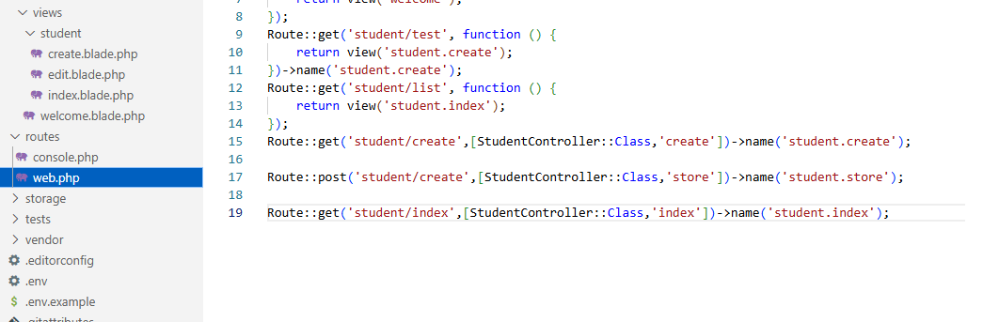 views
student
create.blade.php
edit.blade.php
index.blade.php
welcome.blade.php
routes
console.php
web.php
storage
tests
vendor
.editorconfig
.env
$ .env.example
.gitattributes
7 return view('welcome');
8 });
9 Route::get('student/test', function () {
10 return view('student.create');
11 })->name('student.create');
12 Route::get('student/list', function () {
13 return view('student.index');
14 });
15 Route::get('student/create',[StudentController::Class,'create'])->name('student.create');
16
17 Route::post('student/create',[StudentController::Class,'store'])->name('student.store');
18
19 Route::get('student/index',[StudentController::Class,'index'])->name('student.index');